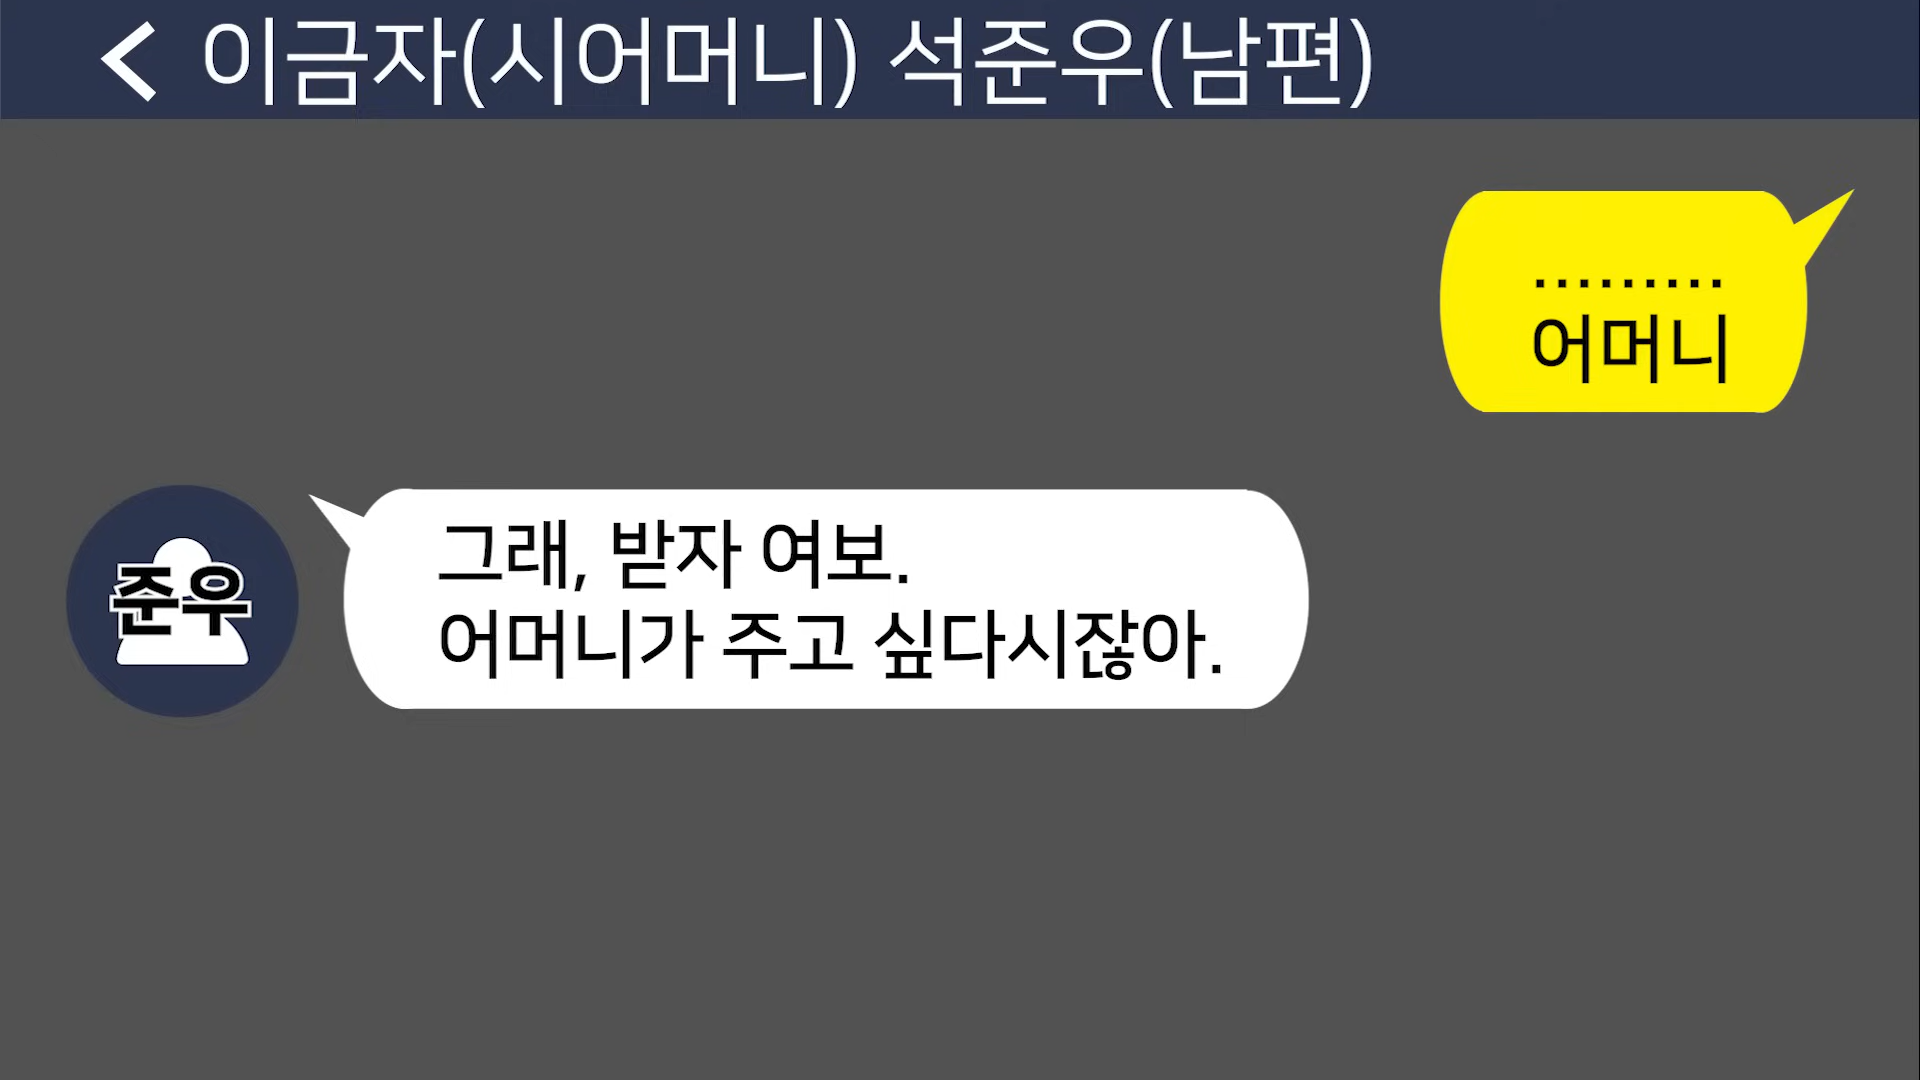 이금자(시어머니) 석준우(남편)
.........
어머니
준우
그래, 받자 여보.
어머니가 주고 싶다시잖아.